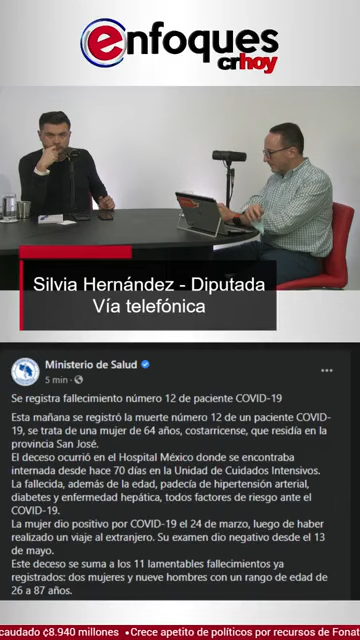 enfoques
crhoy
Silvia Hernández - Diputada
Vía telefónica
Ministerio de Salud
5 min ·
Se registra fallecimiento número 12 de paciente COVID-19
Esta mañana se registró la muerte número 12 de un paciente COVID-
19, se trata de una mujer de 64 años, costarricense, que residía en la
provincia San José.
El deceso ocurrió en el Hospital México donde se encontraba
internada desde hace 70 días en la Unidad de Cuidados Intensivos.
La fallecida, además de la edad, padecía de hipertensión arterial,
diabetes y enfermedad hepática, todos factores de riesgo ante el
COVID-19.
La mujer dio positivo por COVID-19 el 24 de marzo, luego de haber
realizado un viaje al extranjero. Su examen dio negativo desde el 13
de mayo.
Este deceso se suma a los 11 lamentables fallecimientos ya
registrados: dos mujeres y nueve hombres con un rango de edad de
26 a 87 años.
caudado ¢8.940 millones • Crece apetito de políticos por recursos de Fonat